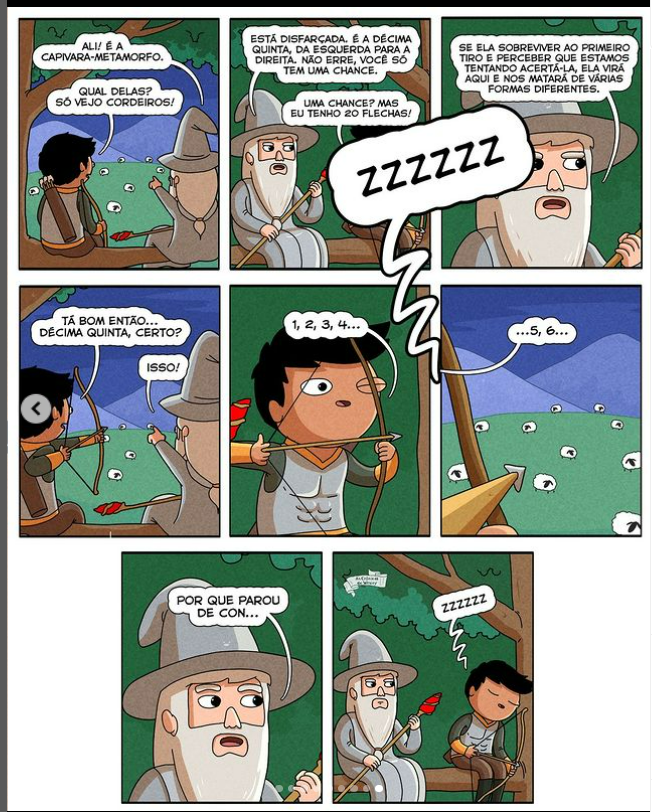 ALI! É A
CAPIVARA-METAMORFO.
QUAL DELAS?
SÓ VEJO CORDEIROS!
ESTÁ DISFARÇADA. É A DÉCIMA
QUINTA, DA ESQUERDA PARA A
DIREITA. NÃO ERRE, VOCÊ SÓ
TEM UMA CHANCE.
UMA CHANCE? MAS
EU TENHO 20 FLECHAS!
SE ELA SOBREVIVER AO PRIMEIRO
TIRO E PERCEBER QUE ESTAMOS
TENTANDO ACERTÁ-LA, ELA VIRÁ
AQUI E NOS MATARÁ DE VÁRIAS
FORMAS DIFERENTES.
ZZZZZZ
TÁ BOM ENTÃO...
DÉCIMA QUINTA, CERTO?
ISSO!
1, 2, 3, 4...
...5, 6...
POR QUE PAROU
DE CON...
ZZZZZZ